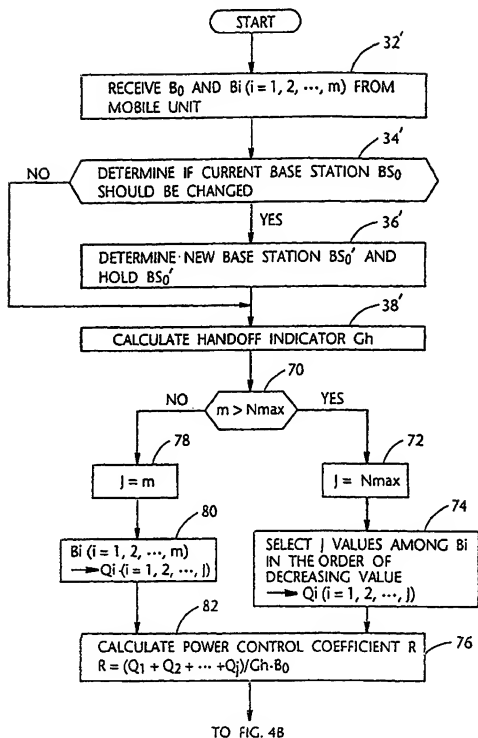 START
32'
RECEIVE B0 and Bi (i = 1, 2, ···, m) FROM
MOBILE UNIT
34'
NO
DETERMINE IF CURRENT BASE STATION BS0
SHOULD BE CHANGED
YES
36'
DETERMINE NEW BASE STATION BS0' AND
HOLD BS0'
38'
CALCULATE HANDOFF INDICATOR Gh
70
NO
m > Nmax
YES
78
72
J = m
J = Nmax
80
74
Bi (i = 1, 2, ···, m)
→ Qi (i = 1, 2, ···, J)
SELECT J VALUES AMONG Bi
IN THE ORDER OF
DECREASING VALUE
→ Qi (i = 1, 2, ···, J)
82
76
CALCULATE POWER CONTROL COEFFICIENT R
R = (Q1 + Q2 + ··· +Qj)/Gh·B0
TO FIG. 4B